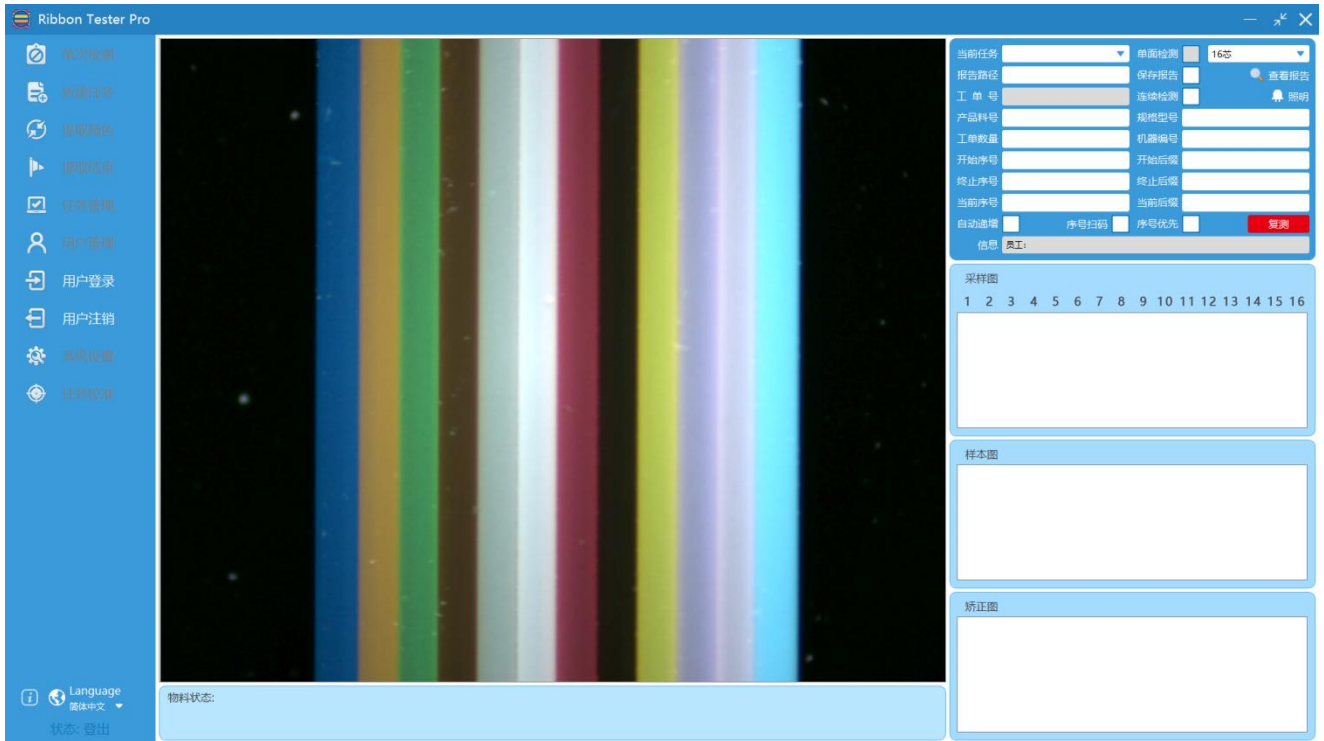 Ribbon Tester Pro
用户登录
用户注销
Language
简体中文
状态: 登出
物料状态:
当前任务 单面检测 16芯
报告路径 保存报告 查看报告
工 单 号 连续检测 照明
产品料号 规格型号
工单数量 机器编号
开始序号 开始后缀
终止序号 终止后缀
当前序号 当前后缀
自动递增 序号扫码 序号优先 复测
信息 员工:
采样图
1 2 3 4 5 6 7 8 9 10 11 12 13 14 15 16
样本图
矫正图